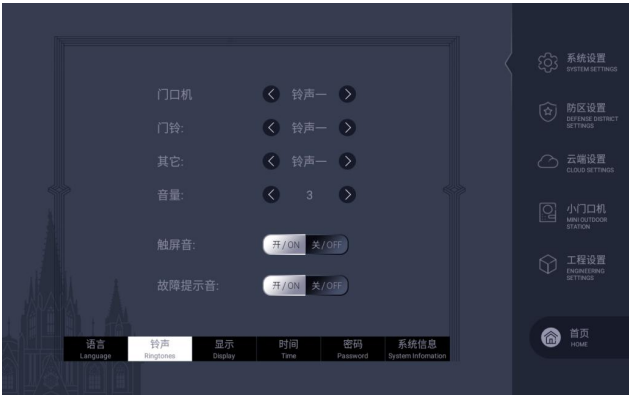 门口机 铃声一
门铃: 铃声一
其它: 铃声一
音量: 3
触屏音: 开/ON 关/OFF
故障提示音: 开/ON 关/OFF
语言 铃声 显示 时间 密码 系统信息
Language Ringtones Display Time Password System Infomation
系统设置
SYSTEM SETTINGS
防区设置
DEFENSE DISTRICT
SETTINGS
云端设置
CLOUD SETTINGS
小门口机
MINI OUTDOOR
STATION
工程设置
ENGINEERING
SETTINGS
首页
HOME